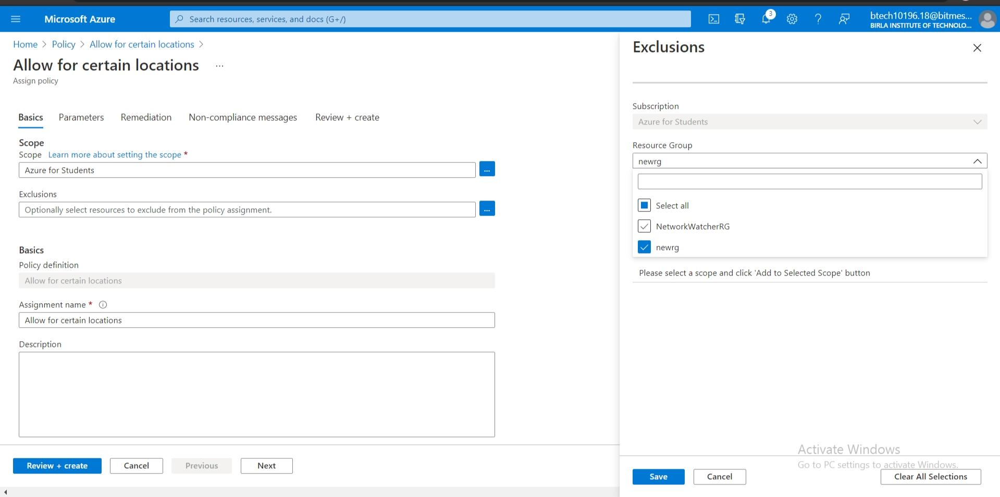 Microsoft Azure
Search resources, services, and docs (G+/)
3
btech10196.18@bitmes...
BIRLA INSTITUTE OF TECHNOLO...
Home > Policy > Allow for certain locations >
Allow for certain locations ...
Assign policy
Basics Parameters Remediation Non-compliance messages Review + create
Scope
Scope Learn more about setting the scope *
Azure for Students
...
Exclusions
Optionally select resources to exclude from the policy assignment.
...
Basics
Policy definition
Allow for certain locations
Assignment name *
Allow for certain locations
Description
Review + create Cancel Previous Next
Exclusions
Subscription
Azure for Students
Resource Group
newrg
Select all
NetworkWatcherRG
newrg
Please select a scope and click 'Add to Selected Scope' button
Activate Windows
Go to PC settings to activate Windows.
Save Cancel Clear All Selections